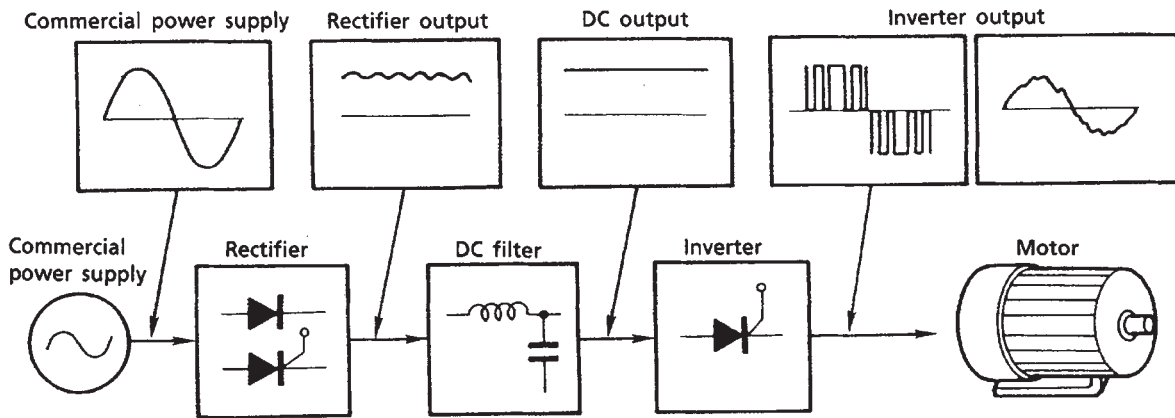 Commercial power supply
Rectifier output
DC output
Inverter output
Commercial
power supply
Rectifier
DC filter
Inverter
Motor